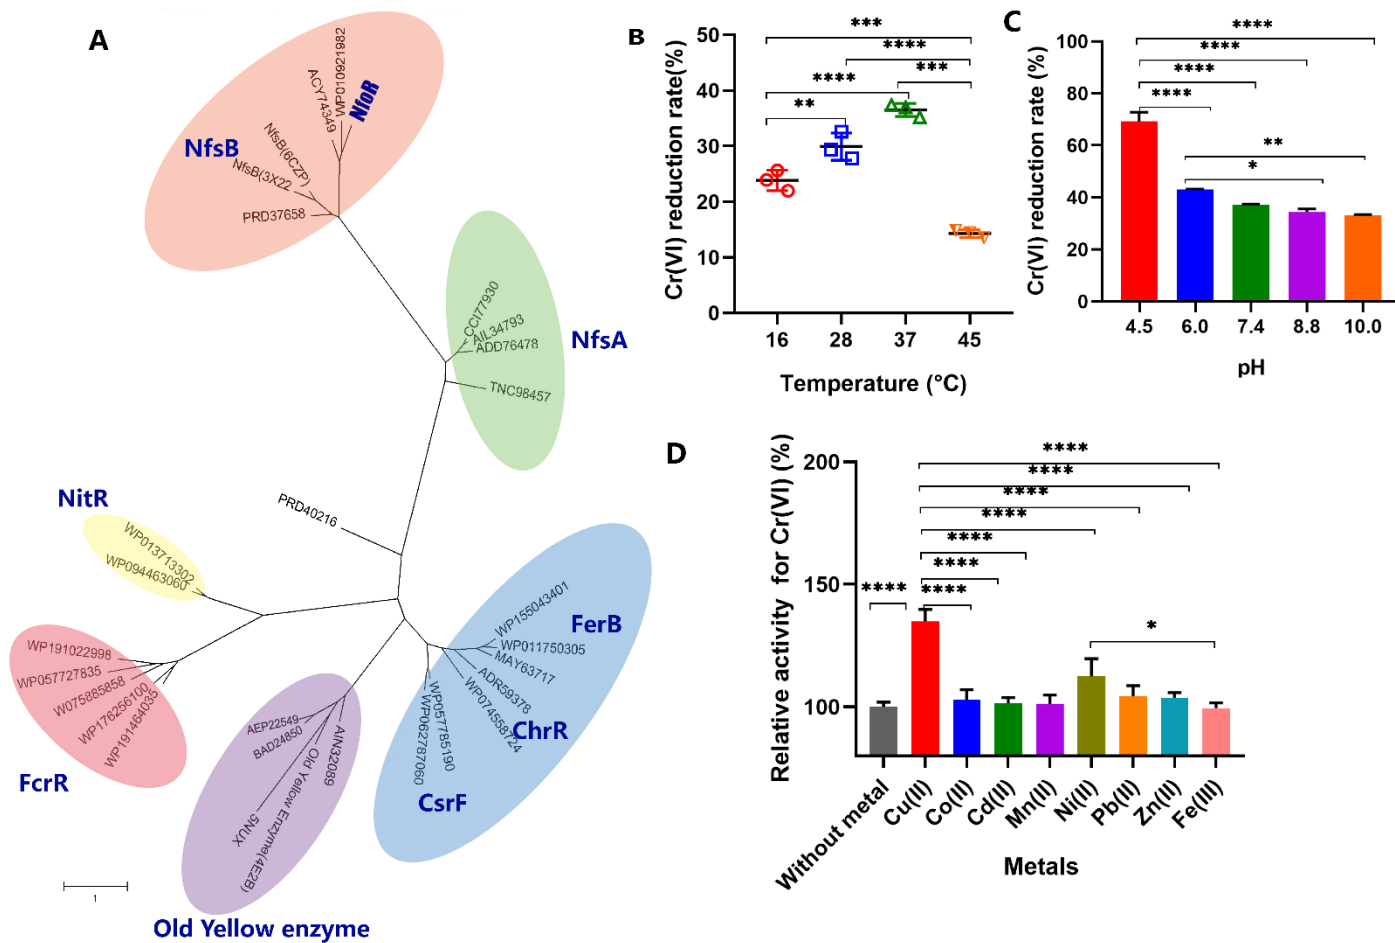 A
NfsB
WP010921982
ACY74349
NfoR
NfsB(6CZP)
NfsB(3X22
PRD37658
CCI77930
AIL34793
ADD76478
TNC98457
NfsA
PRD40216
NitR
WP013713302
WP094463060
WP191022998
WP057727835
W075885858
WP176256100
WP191464035
FcrR
AEP22549
BAD24850
AIN92089
Old Yellow Enzyme(4E2B)
5NUX
Old Yellow enzyme
WP155043401
WP011750305
MAY63717
ADR59378
WP074558724
WP057785190
WP062787060
FerB
ChrR
CsrF
1
B
Cr(VI) reduction rate(%)
50
40
30
20
10
0
***
****
***
****
**
16 28 37 45
Temperature (°C)
C
Cr(VI) reduction rate (%)
100
80
60
40
20
0
****
****
****
****
**
*
4.5 6.0 7.4 8.8 10.0
pH
D
Relative activity for Cr(VI) (%)
200
150
100
****
****
****
****
****
****
****
****
*
Without metal
Cu(II)
Co(II)
Cd(II)
Mn(II)
Ni(II)
Pb(II)
Zn(II)
Fe(III)
Metals